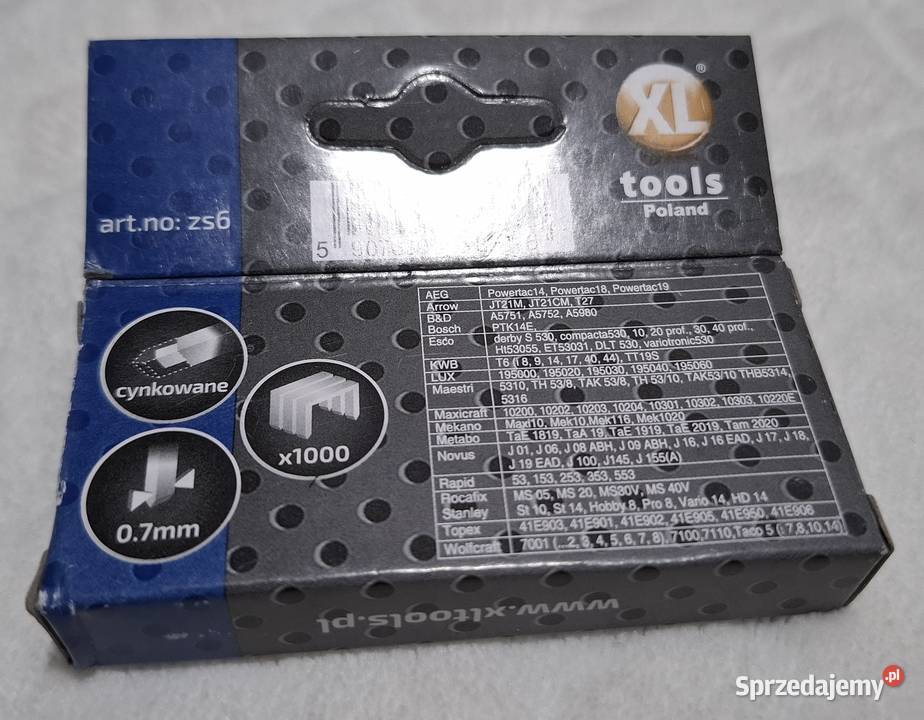 XL®
tools
Poland
art.no: zs6
AEG Powertac14, Powertac18, Powertac19
Arrow JT21M, JT21CM, T27
B&D A5751, A5752, A5980
Bosch PTK14E,
Esco derby S 530, compacta530, 10, 20 prof., 30, 40 prof.,
Ht53055, ET53031, DLT 530, variotronic530
KWB T6 ( 8, 9, 14, 17, 40, 44), TT19S
LUX 195000, 195020, 195030, 195040, 195060
Maestri 5310, TH 53/8, TAK 53/8, TH 53/10, TAK53/10 THB5314,
5316
Maxicraft 10200, 10202, 10203, 10204, 10301, 10302, 10303, 10220E
Mekano Maxi10, Mek10,Mek116, Mek1020
Metabo TaE 1819, TaA 19, TaE 1919, TaE 2019, Tam 2020
Novus J 01, J 06, J 08 ABH, J 09 ABH, J 16, J 16 EAD, J 17, J 18,
J 19 EAD, J 100, J145, J 155(A)
Rapid 53, 153, 253, 353, 553
Rocafix MS 05, MS 20, MS30V, MS 40V
Stanley St 10, St 14, Hobby 8, Pro 8, Vario 14, HD 14
Topex 41E903, 41E901, 41E902, 41E905, 41E950, 41E906
Wolfcraft 7001 (...2, 3, 4, 5, 6, 7, 8), 7100,7110,Taco 5 ( 7,8,10,14)
cynkowane
x1000
0.7mm
www.xltools.pl
Sprzedajemy.pl